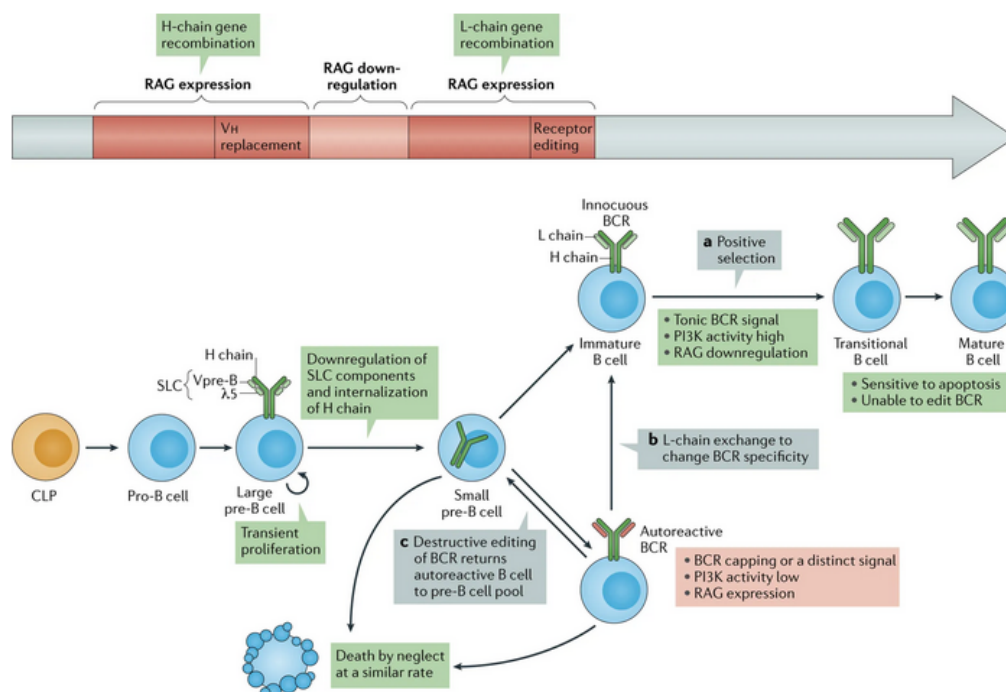 H-chain gene
recombination
L-chain gene
recombination
RAG expression
RAG down-
regulation
RAG expression
VH
replacement
Receptor
editing
Innocuous
BCR
L chain
H chain
Immature
B cell
a Positive
selection
• Tonic BCR signal
• PI3K activity high
• RAG downregulation
Transitional
B cell
Mature
B cell
• Sensitive to apoptosis
• Unable to edit BCR
H chain
SLC
Vpre-B
λ5
Downregulation of
SLC components
and internalization
of H chain
CLP
Pro-B cell
Large
pre-B cell
Transient
proliferation
Small
pre-B cell
b L-chain exchange to
change BCR specificity
c Destructive editing
of BCR returns
autoreactive B cell
to pre-B cell pool
Autoreactive
BCR
• BCR capping or a distinct signal
• PI3K activity low
• RAG expression
Death by neglect
at a similar rate